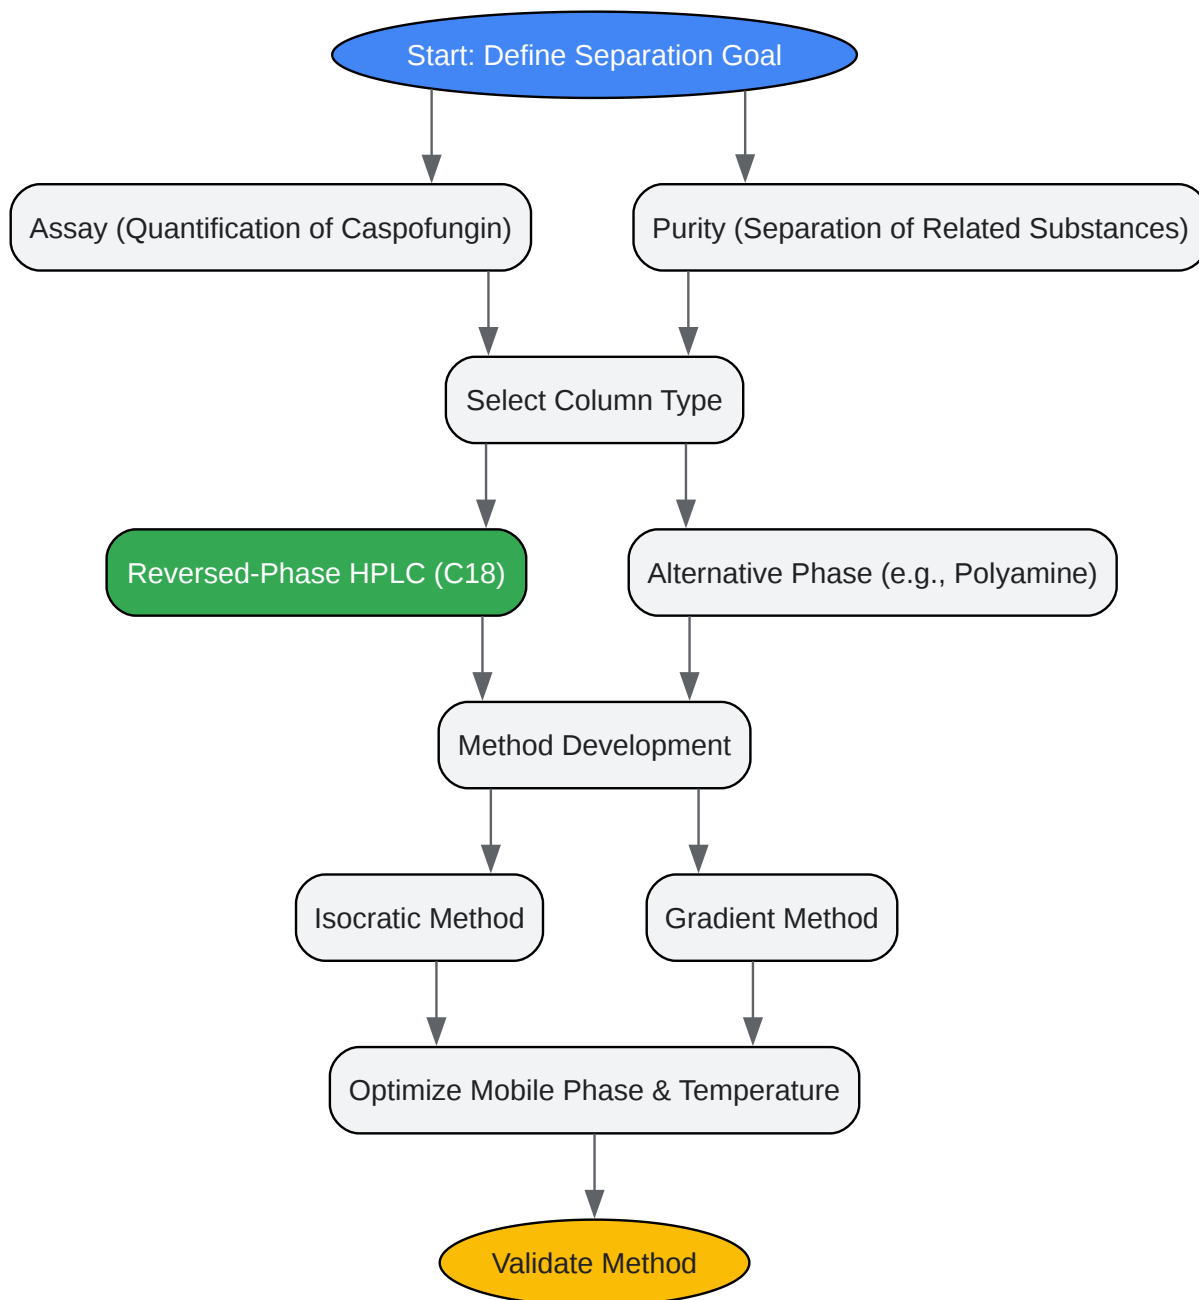 Start: Define Separation Goal
Assay (Quantification of Caspofungin)
Purity (Separation of Related Substances)
Select Column Type
Reversed-Phase HPLC (C18)
Alternative Phase (e.g., Polyamine)
Method Development
Isocratic Method
Gradient Method
Optimize Mobile Phase & Temperature
Validate Method